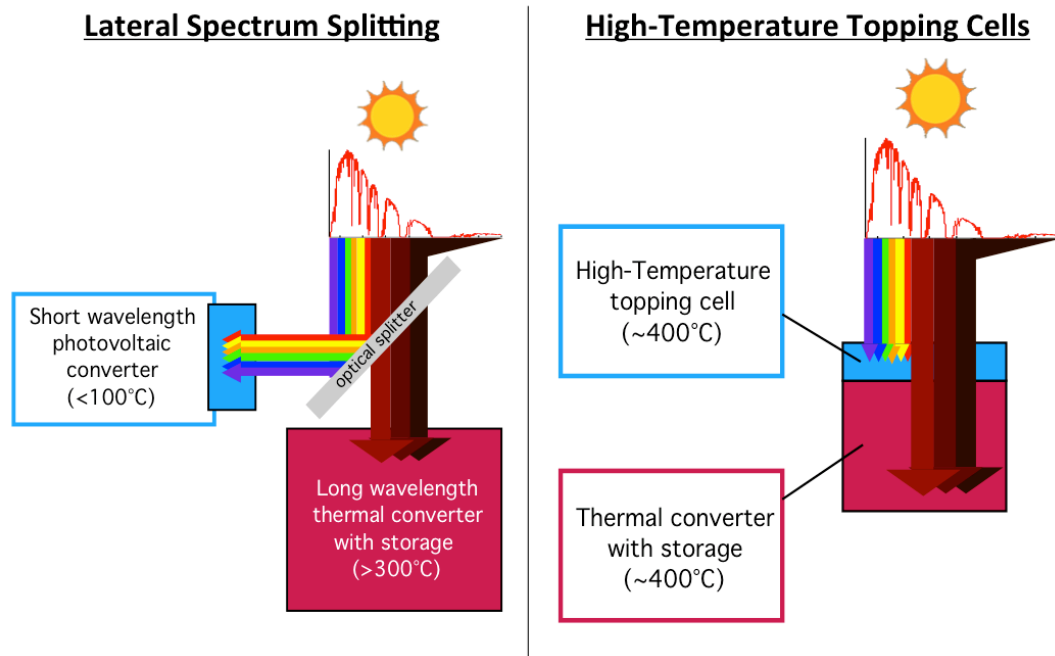 Lateral Spectrum Splitting
Short wavelength
photovoltaic
converter
(<100°C)
optical splitter
Long wavelength
thermal converter
with storage
(>300°C)
High-Temperature Topping Cells
High-Temperature
topping cell
(~400°C)
Thermal converter
with storage
(~400°C)